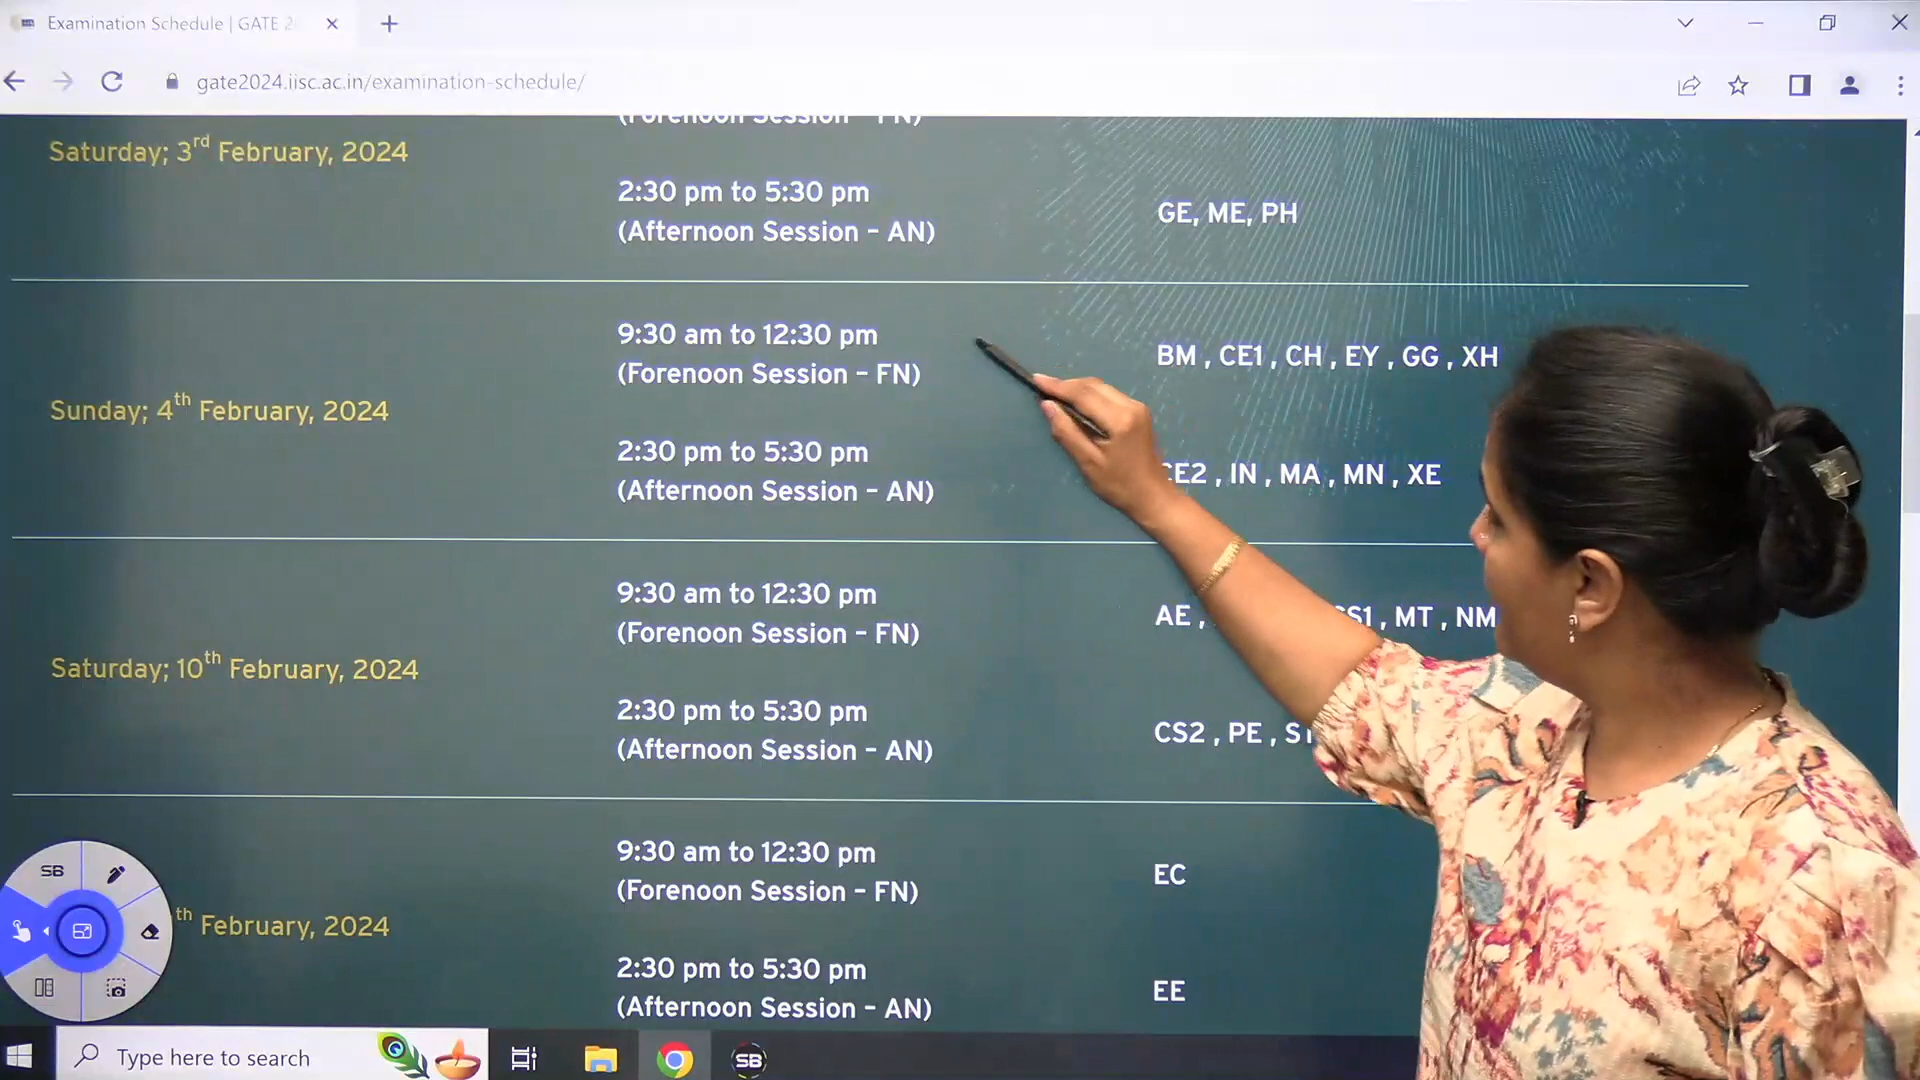 Examination Schedule | GATE 2
gate2024.iisc.ac.in/examination-schedule/
(Forenoon Session - FN)
Saturday; 3rd February, 2024
2:30 pm to 5:30 pm
(Afternoon Session – AN)
GE, ME, PH
9:30 am to 12:30 pm
(Forenoon Session – FN)
BM , CE1 , CH , EY , GG , XH
Sunday; 4th February, 2024
2:30 pm to 5:30 pm
(Afternoon Session – AN)
CE2 , IN , MA , MN , XE
9:30 am to 12:30 pm
(Forenoon Session – FN)
AE , CS1 , MT , NM
Saturday; 10th February, 2024
2:30 pm to 5:30 pm
(Afternoon Session – AN)
CS2 , PE ,
9:30 am to 12:30 pm
(Forenoon Session – FN)
EC
th February, 2024
2:30 pm to 5:30 pm
(Afternoon Session – AN)
EE
SB
Type here to search
SB